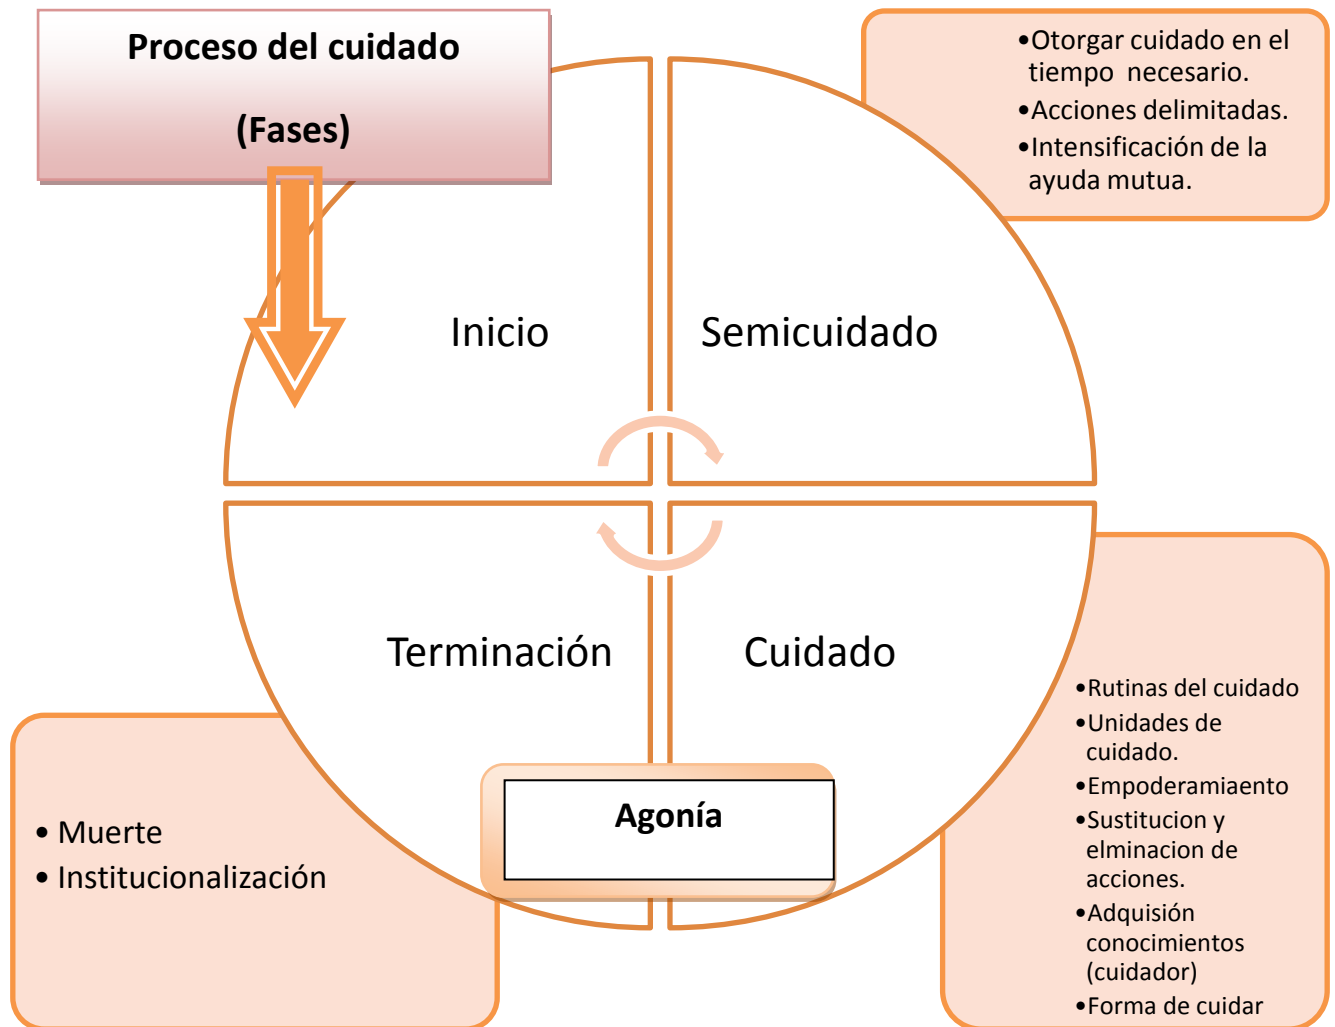 Proceso del cuidado
(Fases)
•Otorgar cuidado en el
tiempo necesario.
•Acciones delimitadas.
•Intensificación de la
ayuda mutua.
Inicio
Semicuidado
Terminación
Cuidado
•Rutinas del cuidado
•Unidades de
cuidado.
•Empoderamiaento
•Sustitucion y
elminacion de
acciones.
•Adquisión
conocimientos
(cuidador)
•Forma de cuidar
Agonía
• Muerte
• Institucionalización